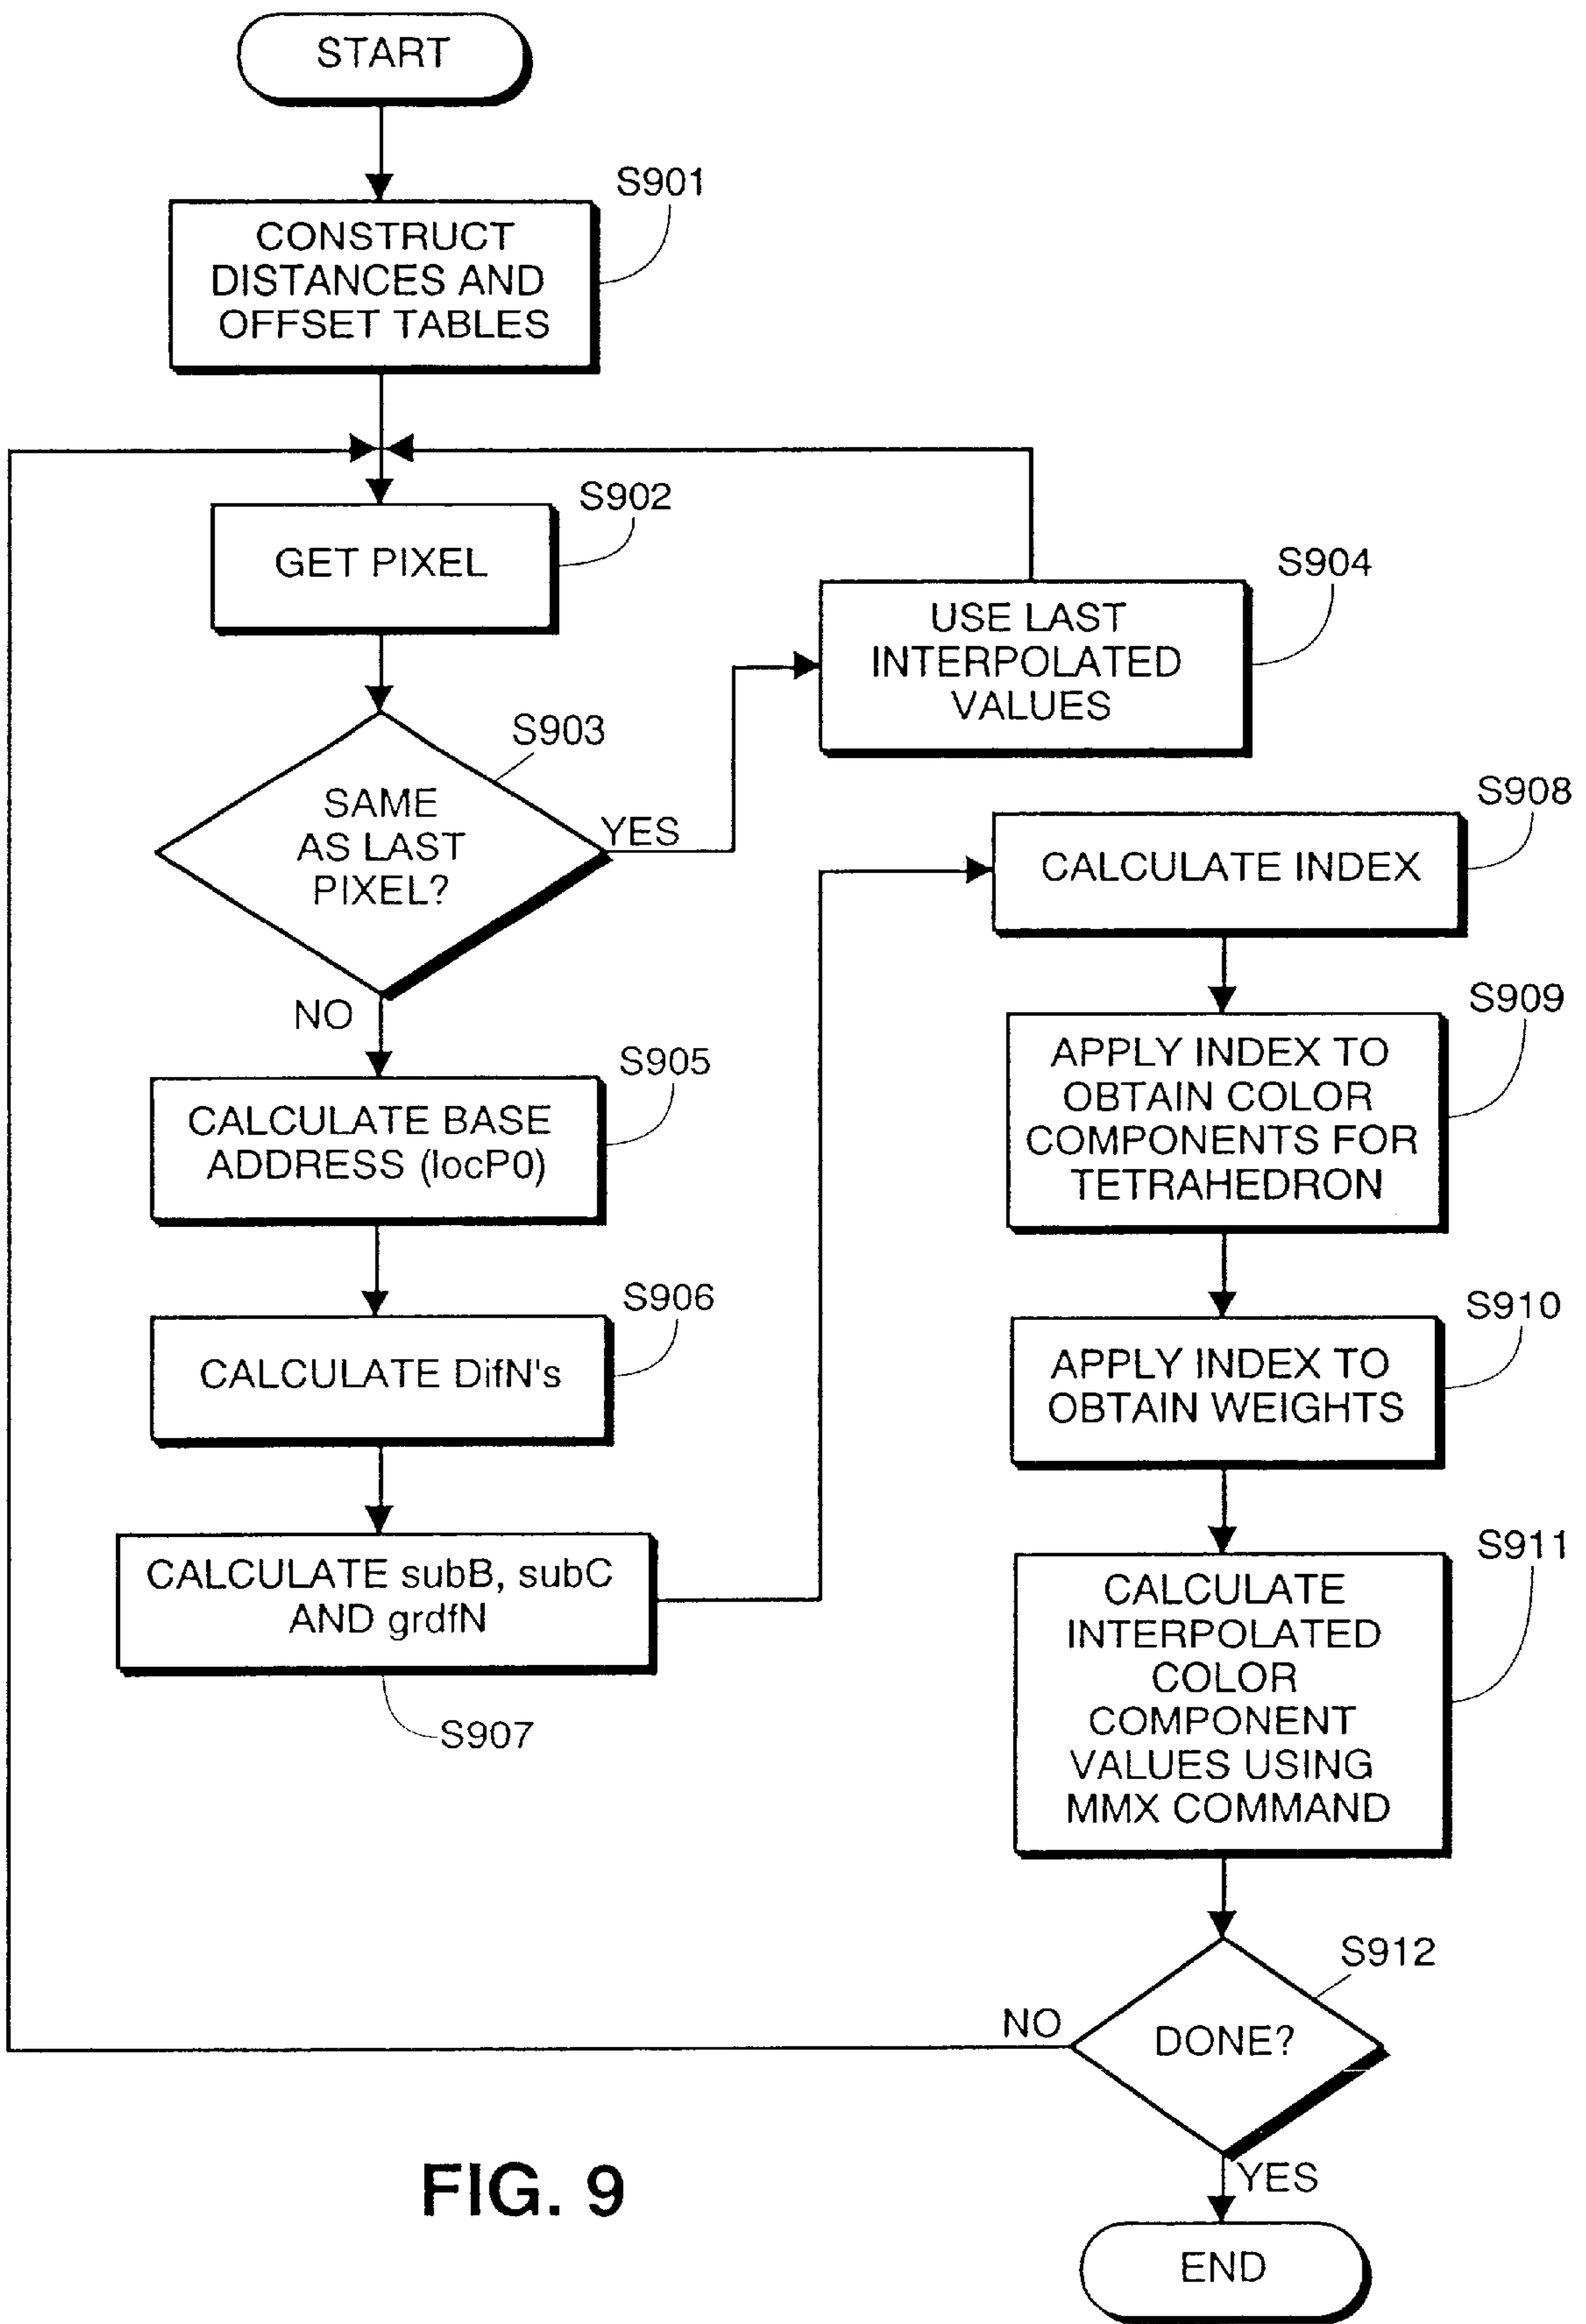 START
S901
CONSTRUCT
DISTANCES AND
OFFSET TABLES
S902
GET PIXEL
S903
SAME
AS LAST
PIXEL?
YES
S904
USE LAST
INTERPOLATED
VALUES
NO
S905
CALCULATE BASE
ADDRESS (locP0)
S906
CALCULATE DifN's
CALCULATE subB, subC
AND grdfN
S907
S908
CALCULATE INDEX
S909
APPLY INDEX TO
OBTAIN COLOR
COMPONENTS FOR
TETRAHEDRON
S910
APPLY INDEX TO
OBTAIN WEIGHTS
S911
CALCULATE
INTERPOLATED
COLOR
COMPONENT
VALUES USING
MMX COMMAND
S912
DONE?
NO
YES
END
FIG. 9